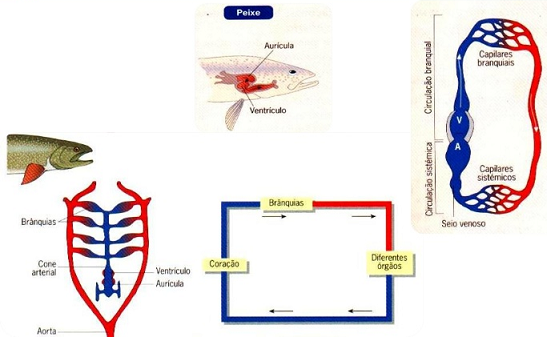 Peixe
Aurícula
Ventrículo
Circulação branquial
Circulação sistémica
Capilares
branquiais
V
A
Capilares
sistémicos
Seio venoso
Brânquias
Cone
arterial
Ventrículo
Aurícula
Aorta
Brânquias
Coração
Diferentes
órgãos